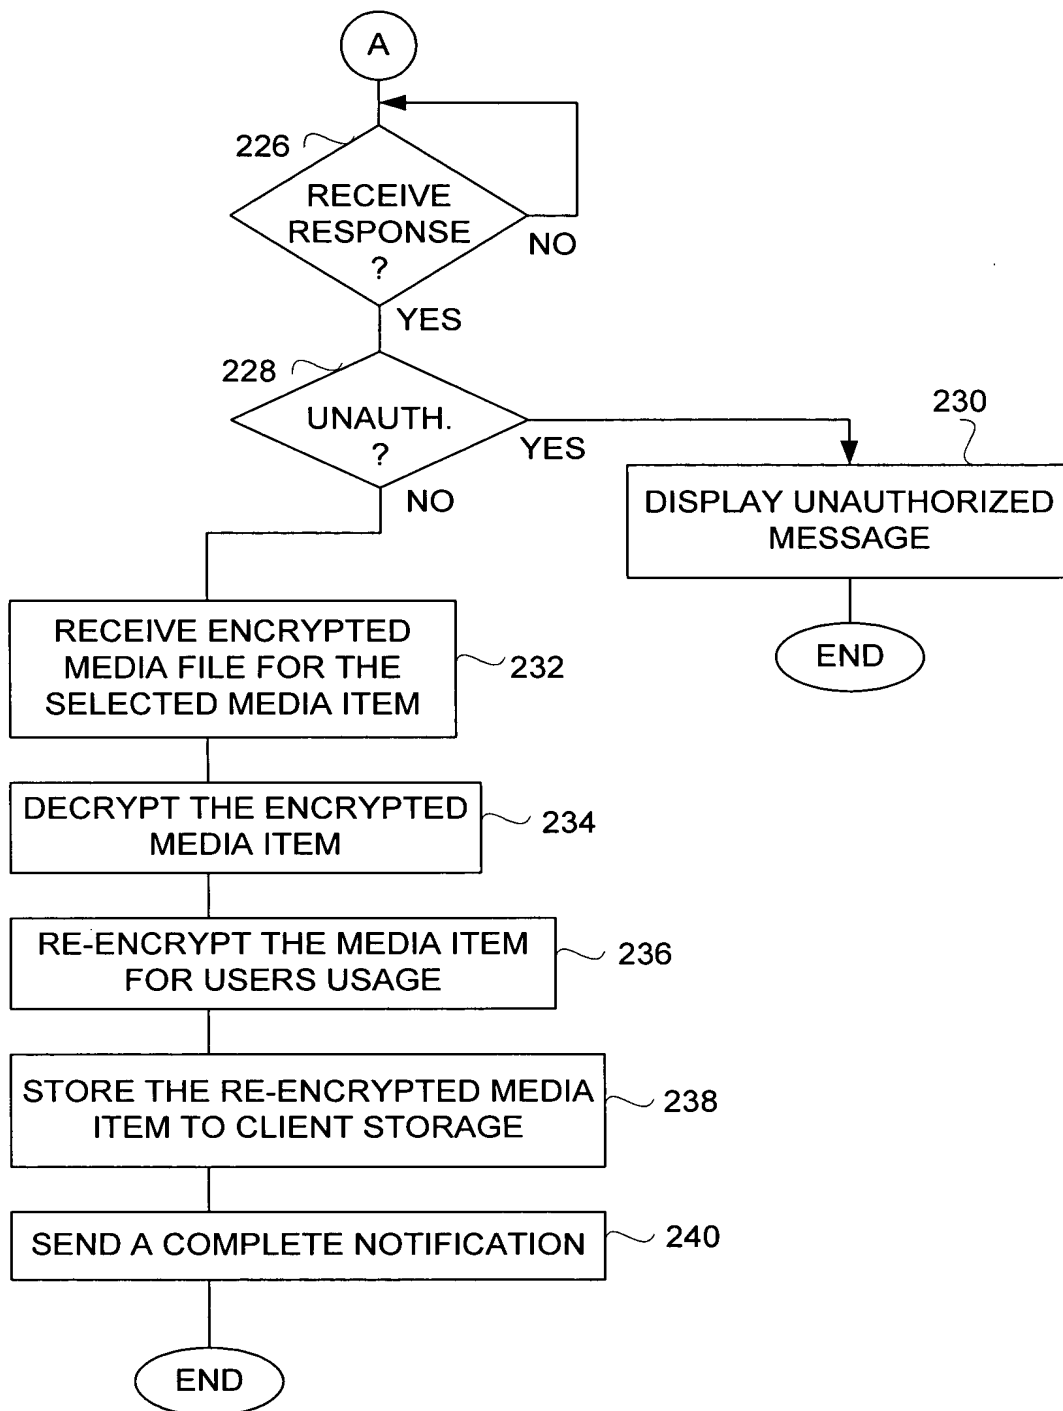 A
226
RECEIVE
RESPONSE
?
NO
YES
228
UNAUTH.
?
YES
NO
230
DISPLAY UNAUTHORIZED
MESSAGE
END
RECEIVE ENCRYPTED
MEDIA FILE FOR THE
SELECTED MEDIA ITEM
232
DECRYPT THE ENCRYPTED
MEDIA ITEM
234
RE-ENCRYPT THE MEDIA ITEM
FOR USERS USAGE
236
STORE THE RE-ENCRYPTED MEDIA
ITEM TO CLIENT STORAGE
238
SEND A COMPLETE NOTIFICATION
240
END